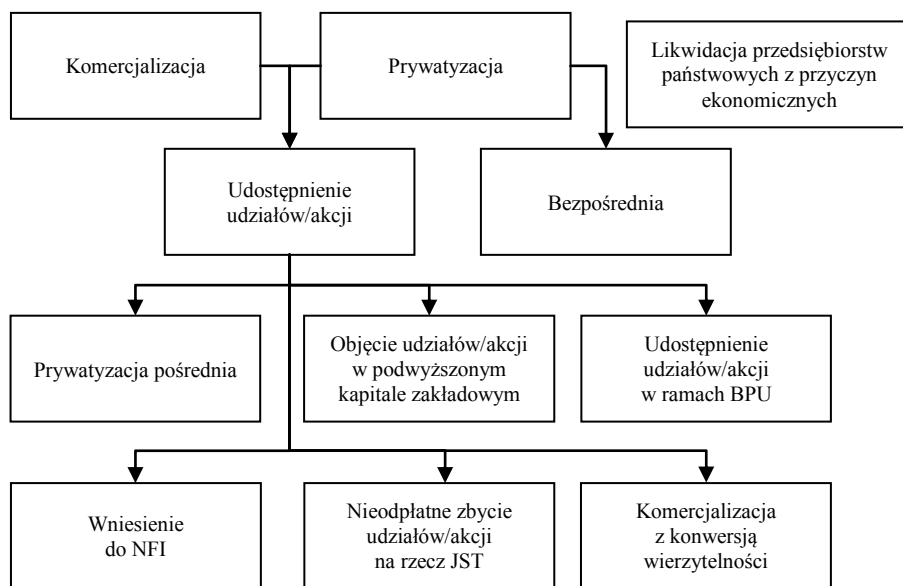 Komercjalizacja
Prywatyzacja
Likwidacja przedsiębiorstw
państwowych z przyczyn
ekonomicznych
Udostępnienie
udziałów/akcji
Bezpośrednia
Prywatyzacja pośrednia
Objęcie udziałów/akcji
w podwyższonym
kapitale zakładowym
Udostępnienie
udziałów/akcji
w ramach BPU
Wniesienie
do NFI
Nieodpłatne zbycie
udziałów/akcji
na rzecz JST
Komercjalizacja
z konwersją
wierzytelności